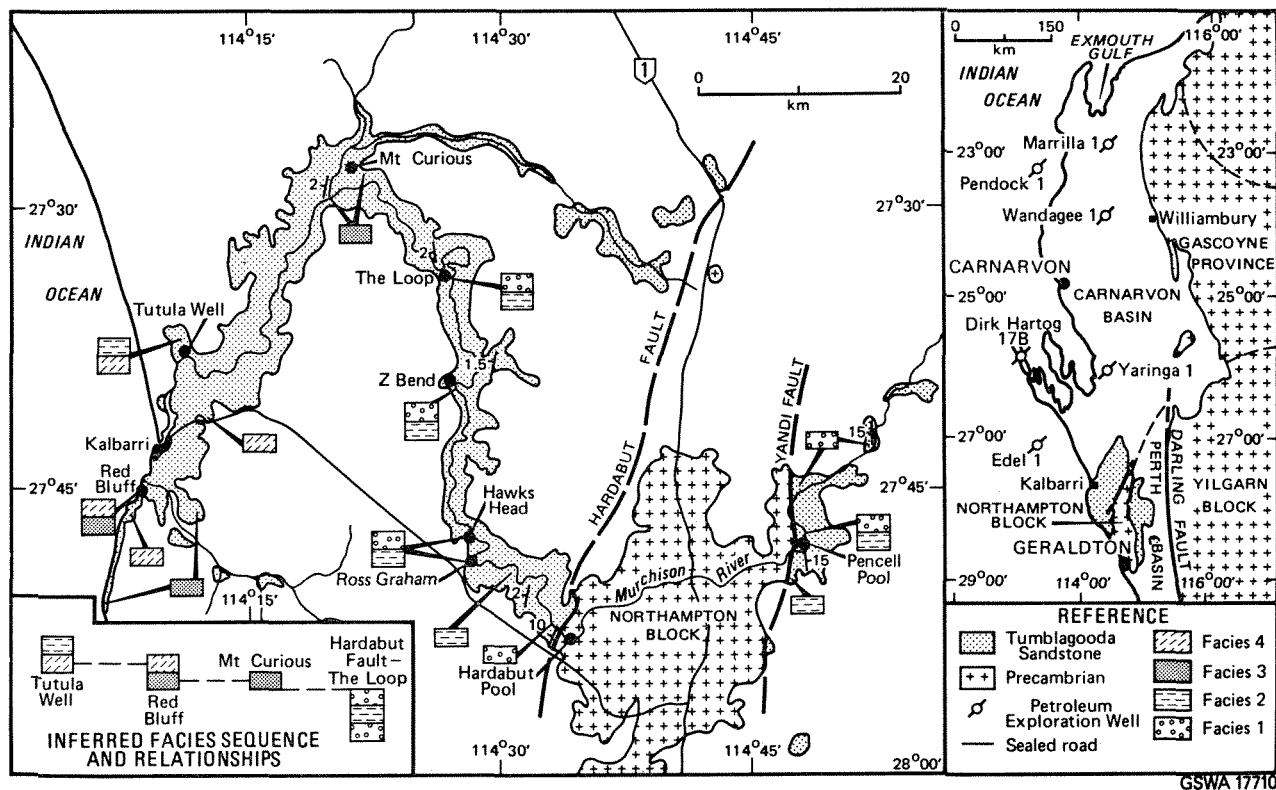 114°15'
114°30'
114°45'
1
0 20
km
Mt Curious
2
27°30'
27°30'
INDIAN
OCEAN
2
The Loop
Tutula Well
HARDABUT FAULT
1.5
Z Bend
YANDI FAULT
15
Kalbarri
Red
Bluff
27°45'
27°45'
Hawks
Head
Ross Graham
Murchison River
Pencell
Pool
15
2
10
NORTHAMPTON
BLOCK
Hardabut
Pool
114°15'
114°30'
114°45'
28°00'
Tutula
Well
Red
Bluff
Mt Curious
Hardabut
Fault–
The Loop
INFERRED FACIES SEQUENCE
AND RELATIONSHIPS
0 150
km
EXMOUTH
GULF
116°00'
INDIAN
OCEAN
Marrilla 1
23°00'
23°00'
Pendock 1
Wandagee 1
Williambury
GASCOYNE
PROVINCE
CARNARVON
CARNARVON
BASIN
25°00'
25°00'
Dirk Hartog
17B
Yaringa 1
27°00'
27°00'
Edel 1
Kalbarri
PERTH BASIN
DARLING FAULT
YILGARN
BLOCK
NORTHAMPTON
BLOCK
GERALDTON
29°00'
114°00'
116°00'
REFERENCE
Tumblagooda
Sandstone
Precambrian
Petroleum
Exploration Well
Sealed road
Facies 4
Facies 3
Facies 2
Facies 1
GSWA 17710